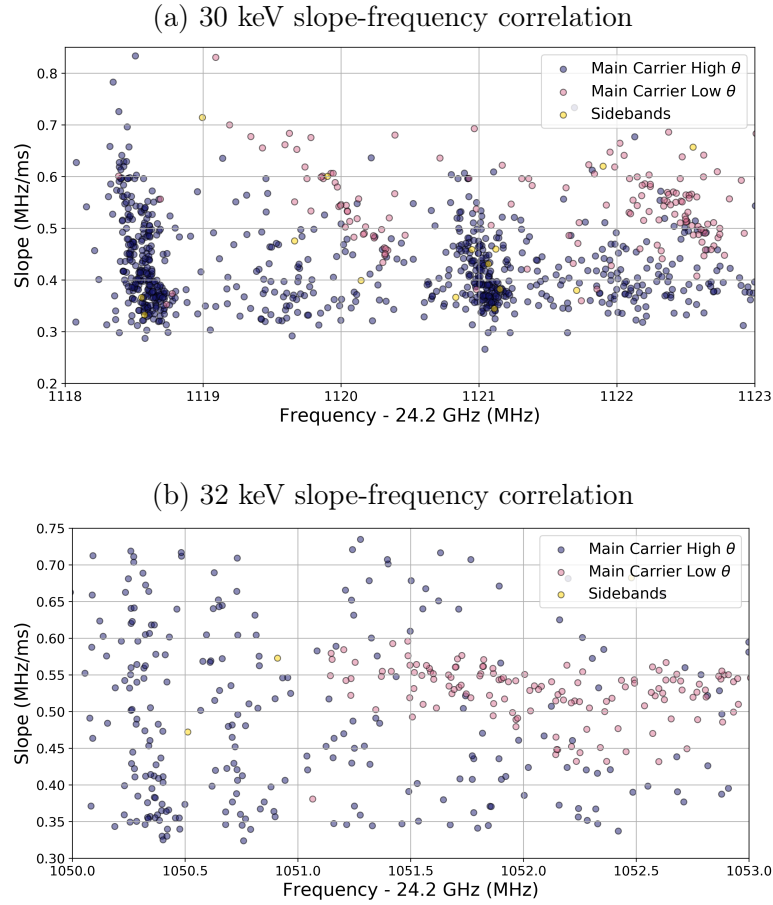 (a) 30 keV slope-frequency correlation
Slope (MHz/ms)
0.8
0.7
0.6
0.5
0.4
0.3
0.2
Main Carrier High θ
Main Carrier Low θ
Sidebands
1118 1119 1120 1121 1122 1123
Frequency - 24.2 GHz (MHz)
(b) 32 keV slope-frequency correlation
Slope (MHz/ms)
0.75
0.70
0.65
0.60
0.55
0.50
0.45
0.40
0.35
0.30
Main Carrier High θ
Main Carrier Low θ
Sidebands
1050.0 1050.5 1051.0 1051.5 1052.0 1052.5 1053.0
Frequency - 24.2 GHz (MHz)